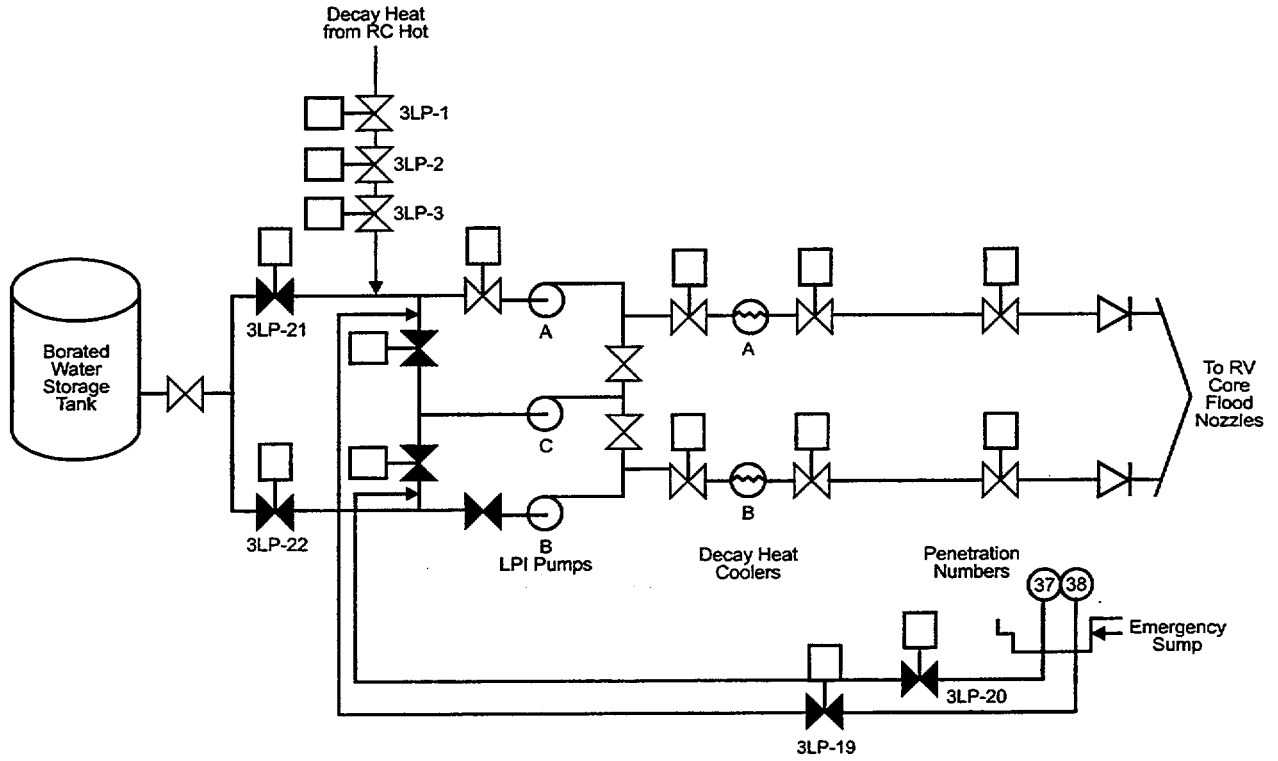 Decay Heat
from RC Hot
3LP-1
3LP-2
3LP-3
3LP-21
Borated
Water
Storage
Tank
3LP-22
A
C
B
LPI Pumps
A
B
Decay Heat
Coolers
To RV
Core
Flood
Nozzles
Penetration
Numbers
37 38
Emergency
Sump
3LP-20
3LP-19